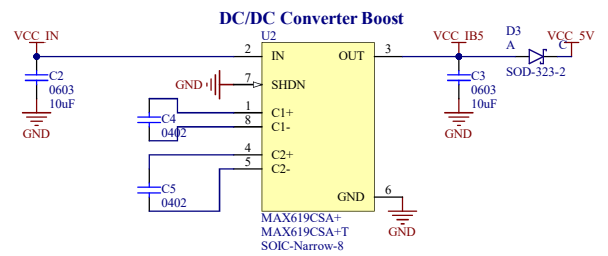 DC/DC Converter Boost
VCC_IN
U2
VCC_IB5
D3
VCC_5V
2
IN
OUT
3
A
C
SOD-323-2
C2
0603
10uF
GND
GND
7
SHDN
C3
0603
10uF
GND
1
C1+
8
C1-
C4
0402
4
C2+
5
C2-
C5
0402
GND
6
GND
MAX619CSA+
MAX619CSA+T
SOIC-Narrow-8